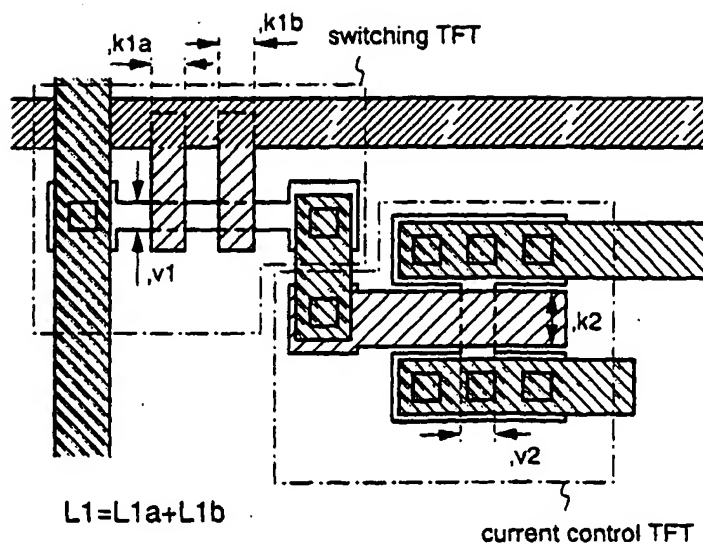 ,k1a
,k1b
switching TFT
,v1
,k2
,v2
L1=L1a+L1b
current control TFT